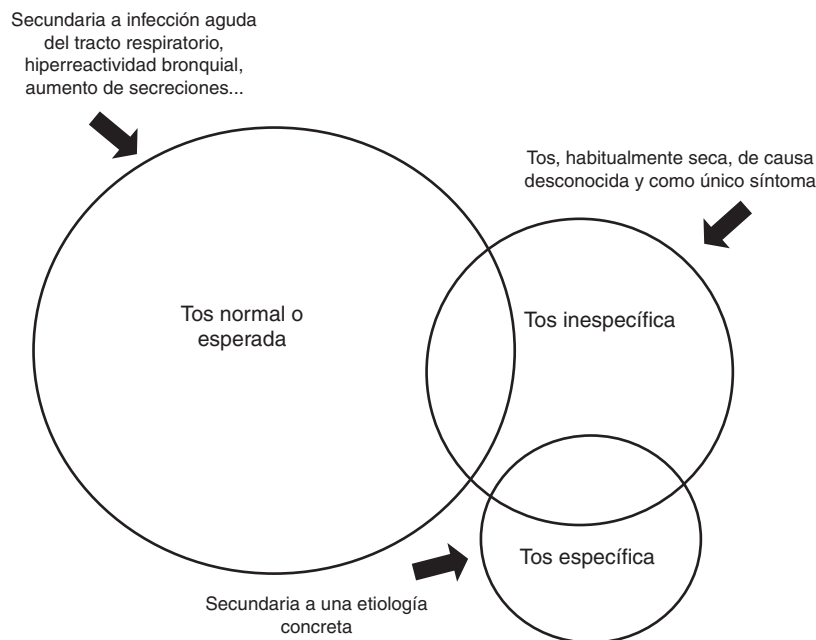 Secundaria a infección aguda
del tracto respiratorio,
hiperreactividad bronquial,
aumento de secreciones...
Tos, habitualmente seca, de causa
desconocida y como único síntoma
Tos normal o
esperada
Tos inespecífica
Tos específica
Secundaria a una etiología
concreta